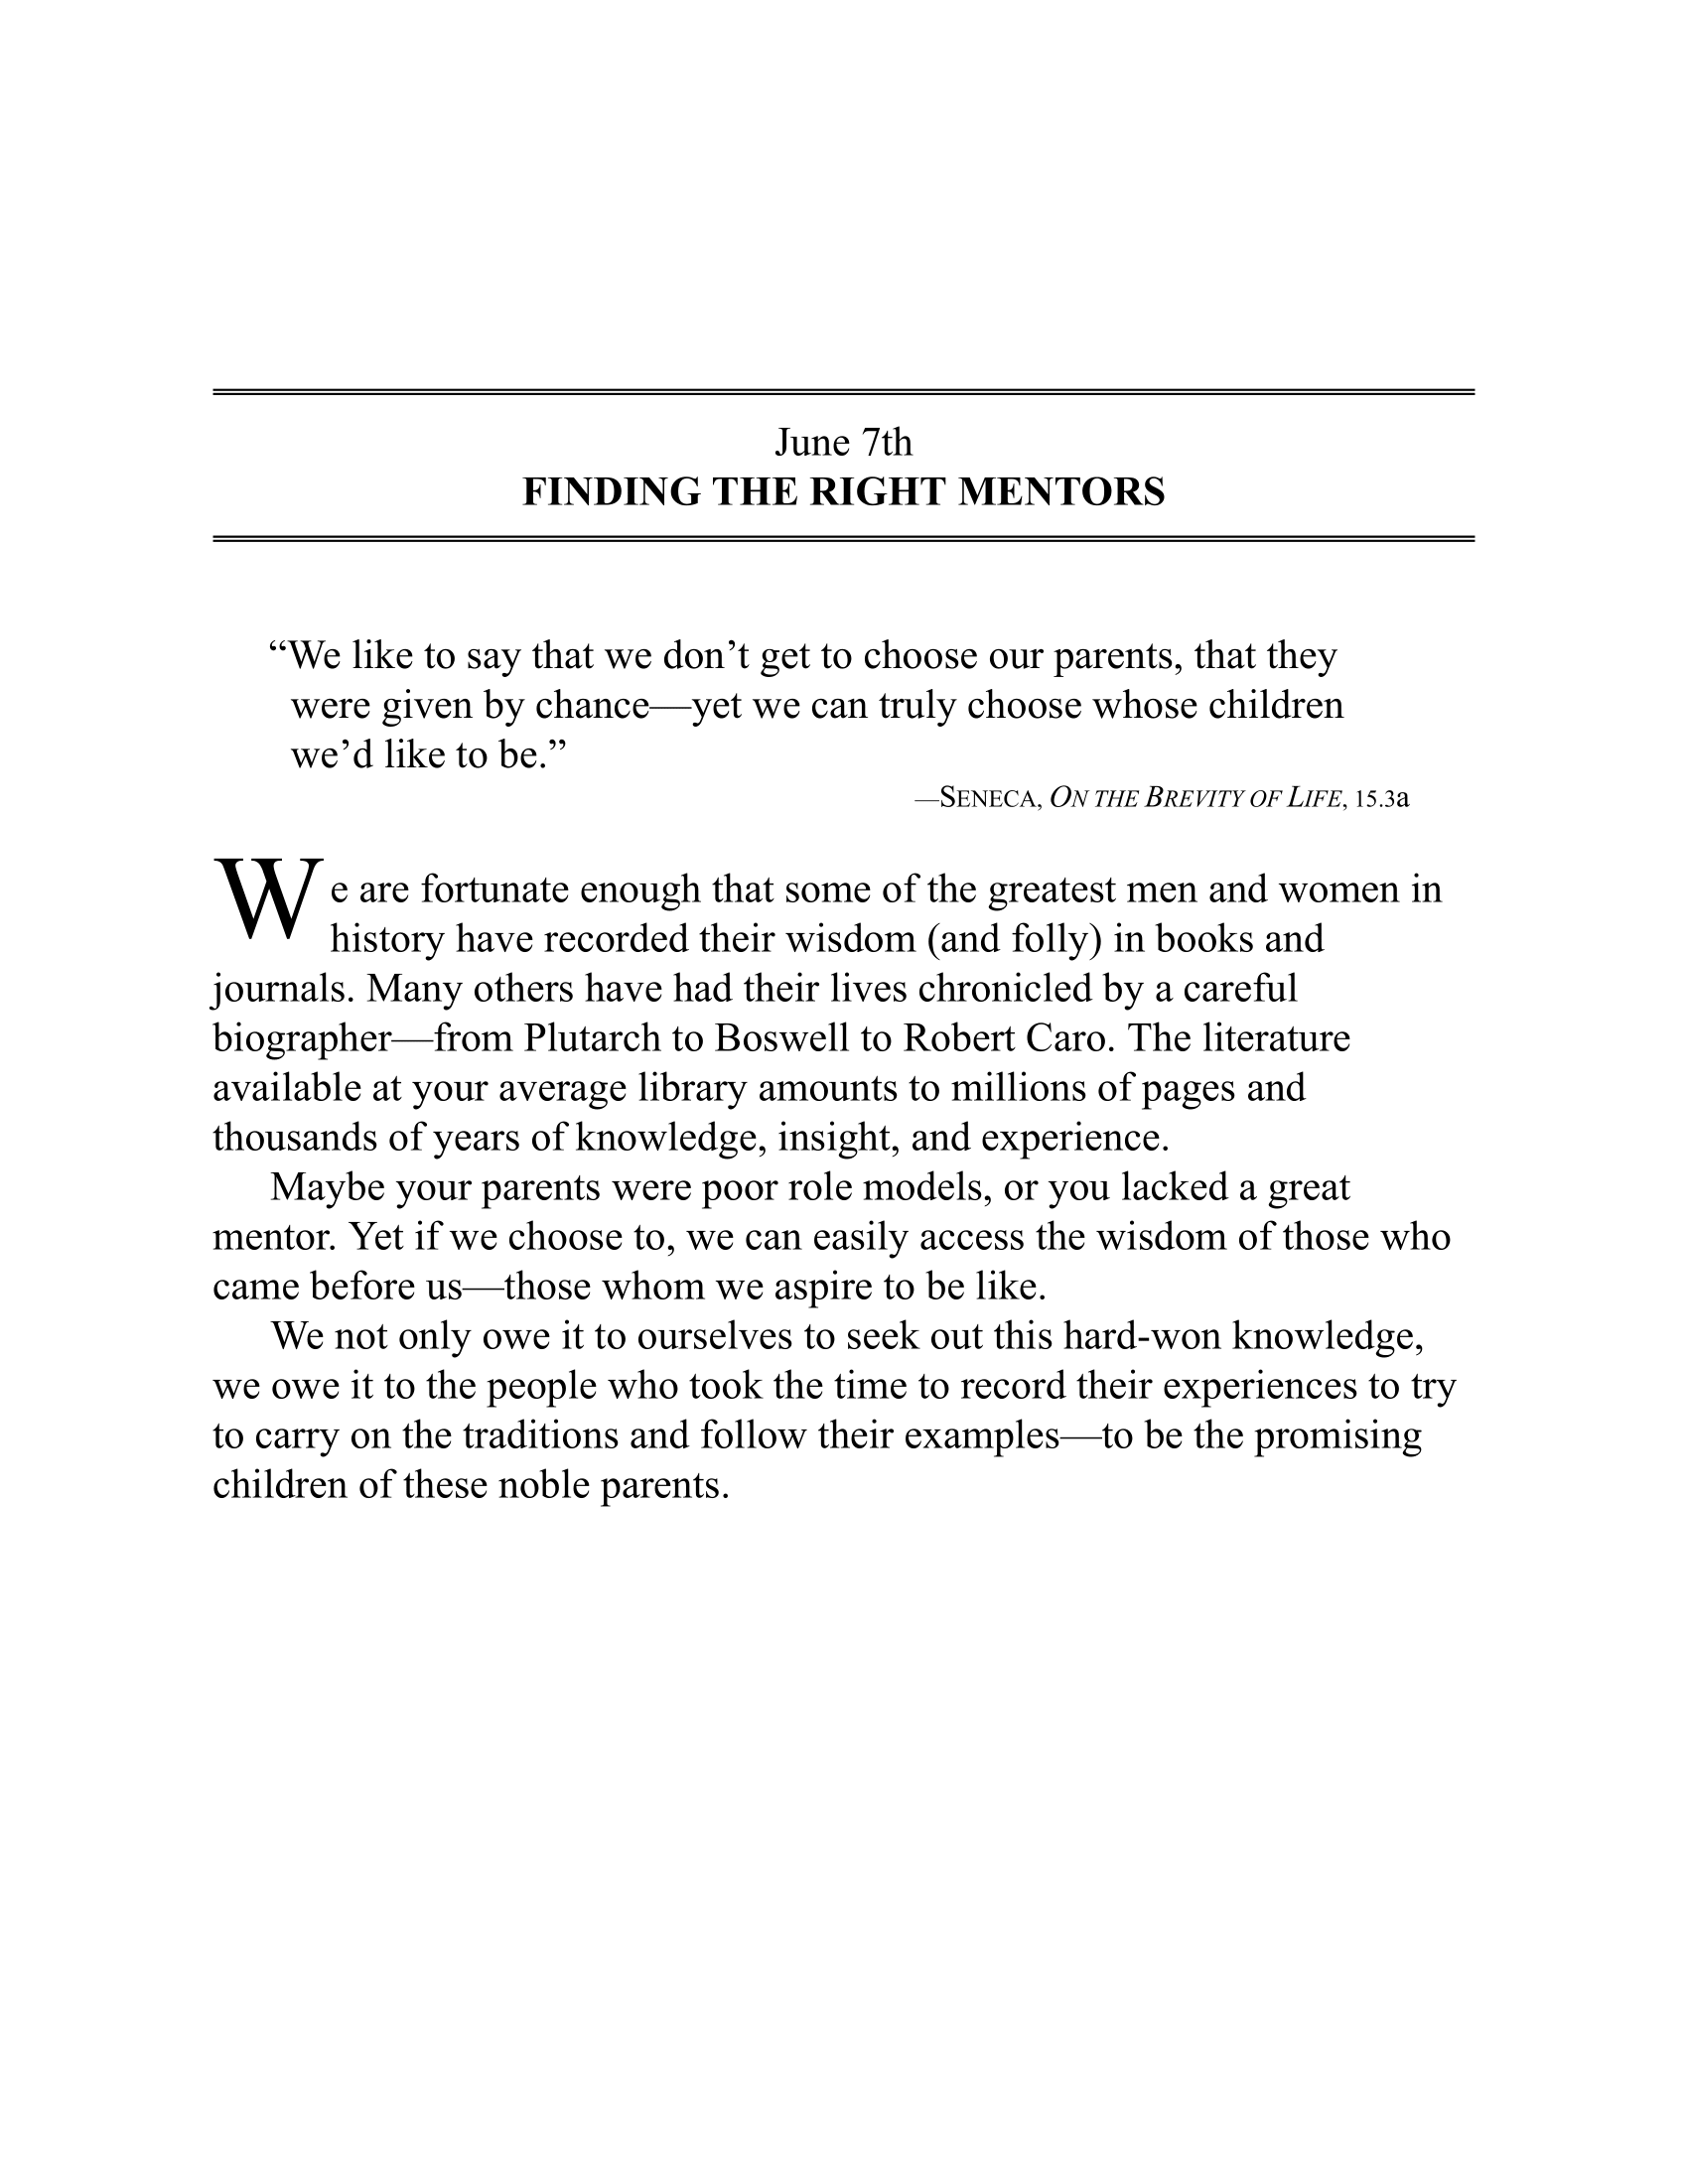 June 7th
FINDING THE RIGHT MENTORS
“We like to say that we don’t get to choose our parents, that they
were given by chance—yet we can truly choose whose children
we’d like to be.”
—SENECA, ON THE BREVITY OF LIFE, 15.3a
We are fortunate enough that some of the greatest men and women in
history have recorded their wisdom (and folly) in books and
journals. Many others have had their lives chronicled by a careful
biographer—from Plutarch to Boswell to Robert Caro. The literature
available at your average library amounts to millions of pages and
thousands of years of knowledge, insight, and experience.
Maybe your parents were poor role models, or you lacked a great
mentor. Yet if we choose to, we can easily access the wisdom of those who
came before us—those whom we aspire to be like.
We not only owe it to ourselves to seek out this hard-won knowledge,
we owe it to the people who took the time to record their experiences to try
to carry on the traditions and follow their examples—to be the promising
children of these noble parents.